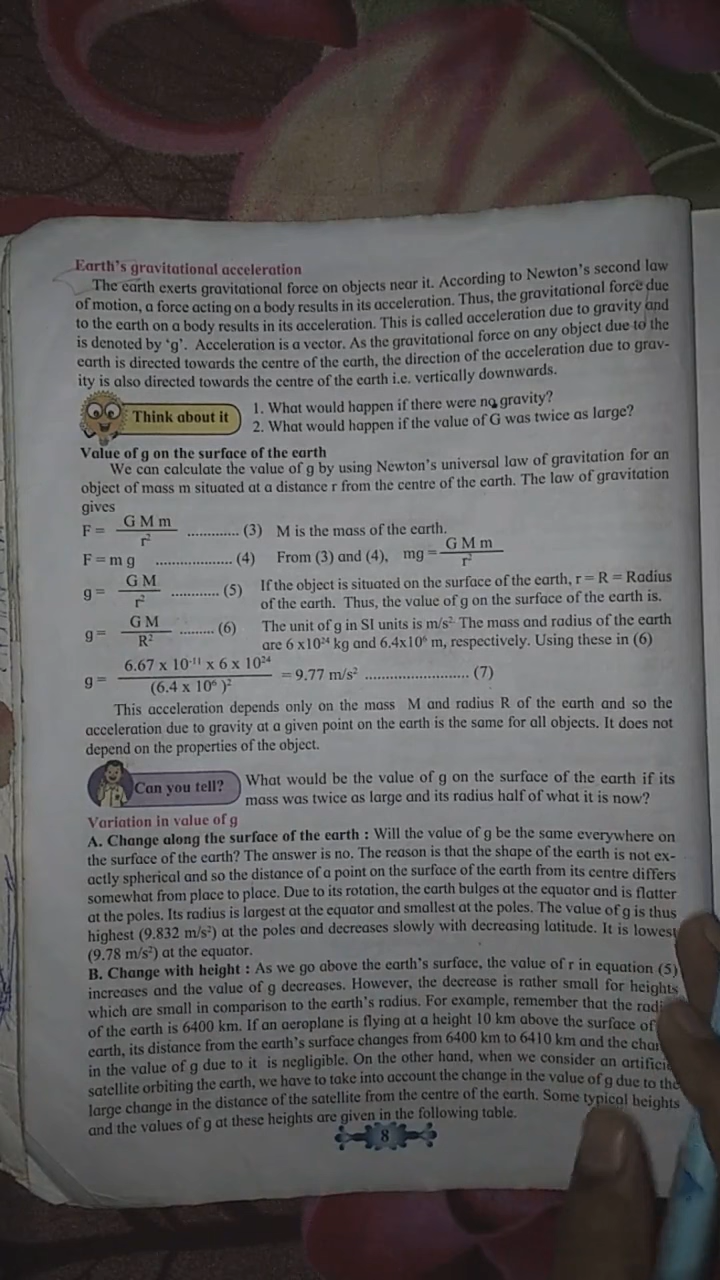 Earth's gravitational acceleration
The earth exerts gravitational force on objects near it. According to Newton's second law
of motion, a force acting on a body results in its acceleration. Thus, the gravitational force due
to the earth on a body results in its acceleration. This is called acceleration due to gravity and
is denoted by 'g'. Acceleration is a vector. As the gravitational force on any object due to the
earth is directed towards the centre of the earth, the direction of the acceleration due to grav-
ity is also directed towards the centre of the earth i.e. vertically downwards.
Think about it
1. What would happen if there were no gravity?
2. What would happen if the value of G was twice as large?
Value of g on the surface of the earth
We can calculate the value of g by using Newton's universal law of gravitation for an
object of mass m situated at a distance r from the centre of the earth. The law of gravitation
gives
F = G M m / r² ............. (3) M is the mass of the earth.
F = m g ................... (4) From (3) and (4), mg = G M m / r²
g = G M / r² ............ (5) If the object is situated on the surface of the earth, r = R = Radius
of the earth. Thus, the value of g on the surface of the earth is.
g = G M / R² ......... (6) The unit of g in SI units is m/s². The mass and radius of the earth
are 6 x10²⁴ kg and 6.4x10⁶ m, respectively. Using these in (6)
g = 6.67 x 10⁻¹¹ x 6 x 10²⁴ / (6.4 x 10⁶ )² = 9.77 m/s² .......................... (7)
This acceleration depends only on the mass M and radius R of the earth and so the
acceleration due to gravity at a given point on the earth is the same for all objects. It does not
depend on the properties of the object.
Can you tell?
What would be the value of g on the surface of the earth if its
mass was twice as large and its radius half of what it is now?
Variation in value of g
A. Change along the surface of the earth : Will the value of g be the same everywhere on
the surface of the earth? The answer is no. The reason is that the shape of the earth is not ex-
actly spherical and so the distance of a point on the surface of the earth from its centre differs
somewhat from place to place. Due to its rotation, the earth bulges at the equator and is flatter
at the poles. Its radius is largest at the equator and smallest at the poles. The value of g is thus
highest (9.832 m/s²) at the poles and decreases slowly with decreasing latitude. It is lowest
(9.78 m/s²) at the equator.
B. Change with height : As we go above the earth's surface, the value of r in equation (5)
increases and the value of g decreases. However, the decrease is rather small for heights
which are small in comparison to the earth's radius. For example, remember that the
of the earth is 6400 km. If an aeroplane is flying at a height 10 km above the surface of
earth, its distance from the earth's surface changes from 6400 km to 6410 km and the
in the value of g due to it is negligible. On the other hand, when we consider an
satellite orbiting the earth, we have to take into account the change in the value of g due to the
large change in the distance of the satellite from the centre of the earth. Some typical heights
and the values of g at these heights are given in the following table.
8